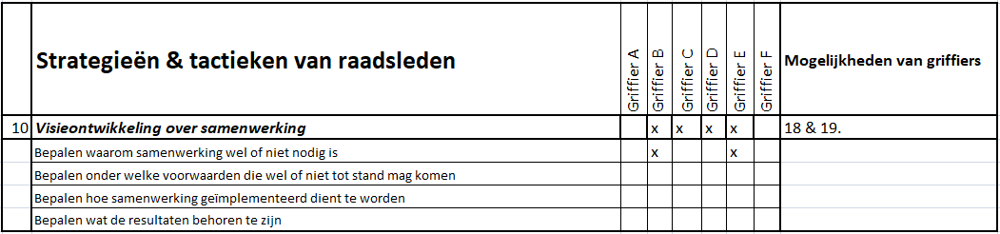 Strategieën & tactieken van raadsleden Griffier A Griffier B Griffier C Griffier D Griffier E Griffier F Mogelijkheden van griffiers
10 Visieontwikkeling over samenwerking x x x x 18 & 19.
Bepalen waarom samenwerking wel of niet nodig is x x
Bepalen onder welke voorwaarden die wel of niet tot stand mag komen
Bepalen hoe samenwerking geïmplementeerd dient te worden
Bepalen wat de resultaten behoren te zijn